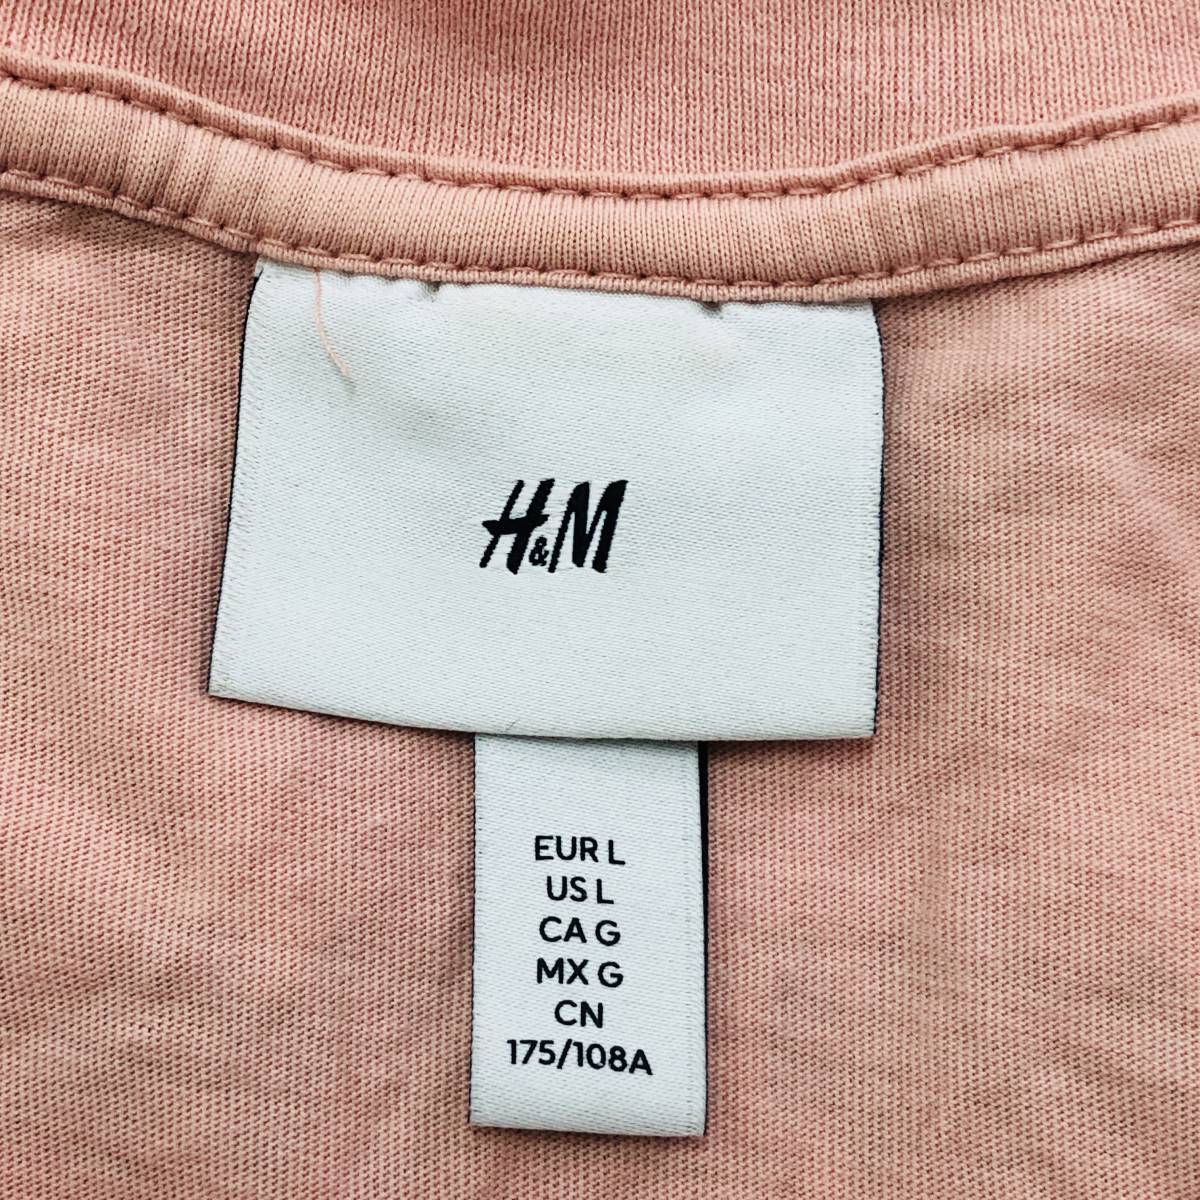 H&M
EUR L
US L
CA G
MX G
CN
175/108A